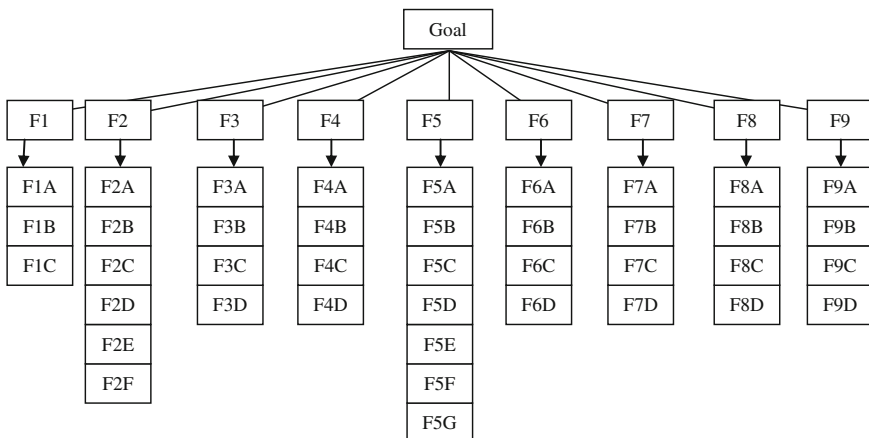 Goal
F1 F2 F3 F4 F5 F6 F7 F8 F9
F1A F2A F3A F4A F5A F6A F7A F8A F9A
F1B F2B F3B F4B F5B F6B F7B F8B F9B
F1C F2C F3C F4C F5C F6C F7C F8C F9C
F2D F3D F4D F5D F6D F7D F8D F9D
F2E F5E
F2F F5F
F5G